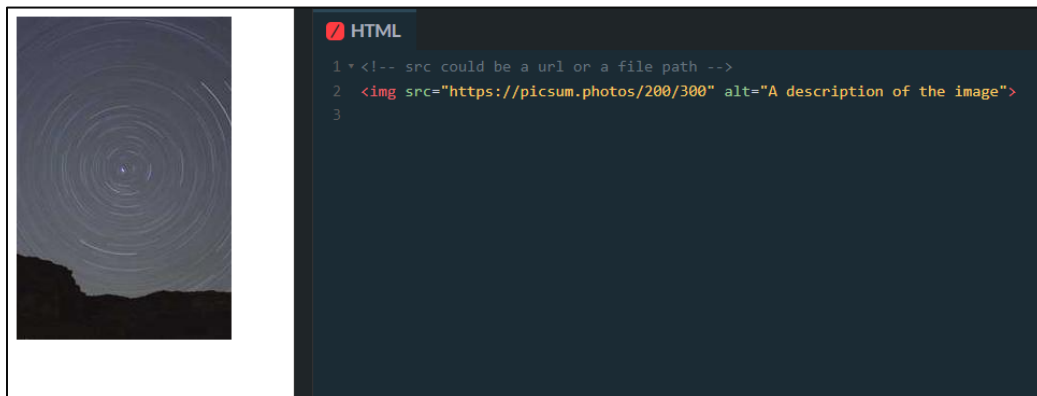 HTML
1 <!-- src could be a url or a file path -->
2 <img src="https://picsum.photos/200/300" alt="A description of the image">
3